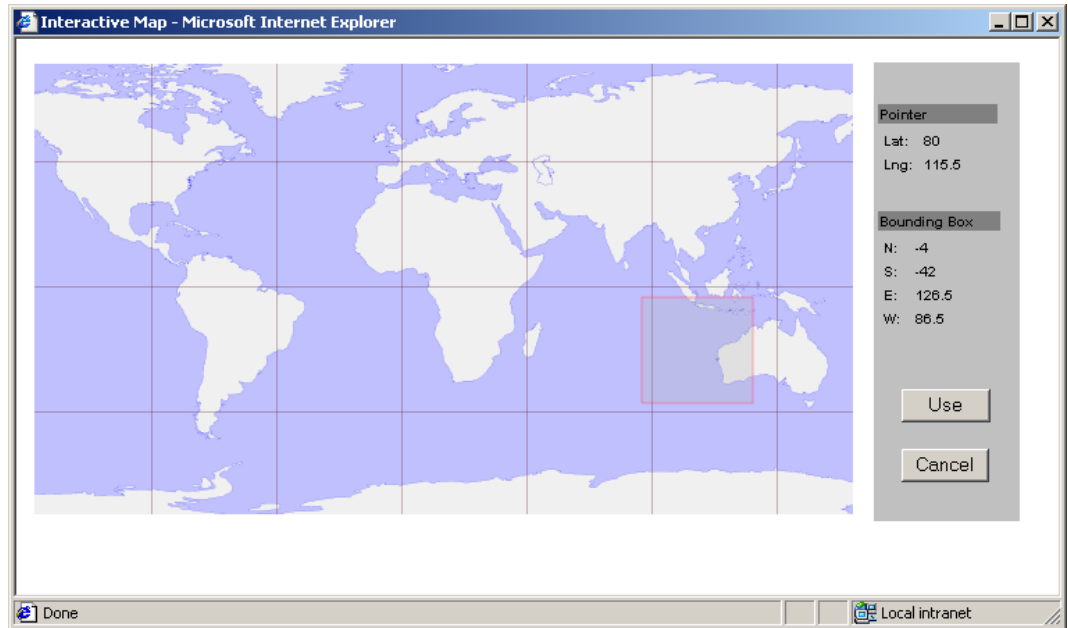 Interactive Map - Microsoft Internet Explorer
Pointer
Lat: 80
Lng: 115.5
Bounding Box
N: -4
S: -42
E: 126.5
W: 86.5
Use
Cancel
Done
Local intranet